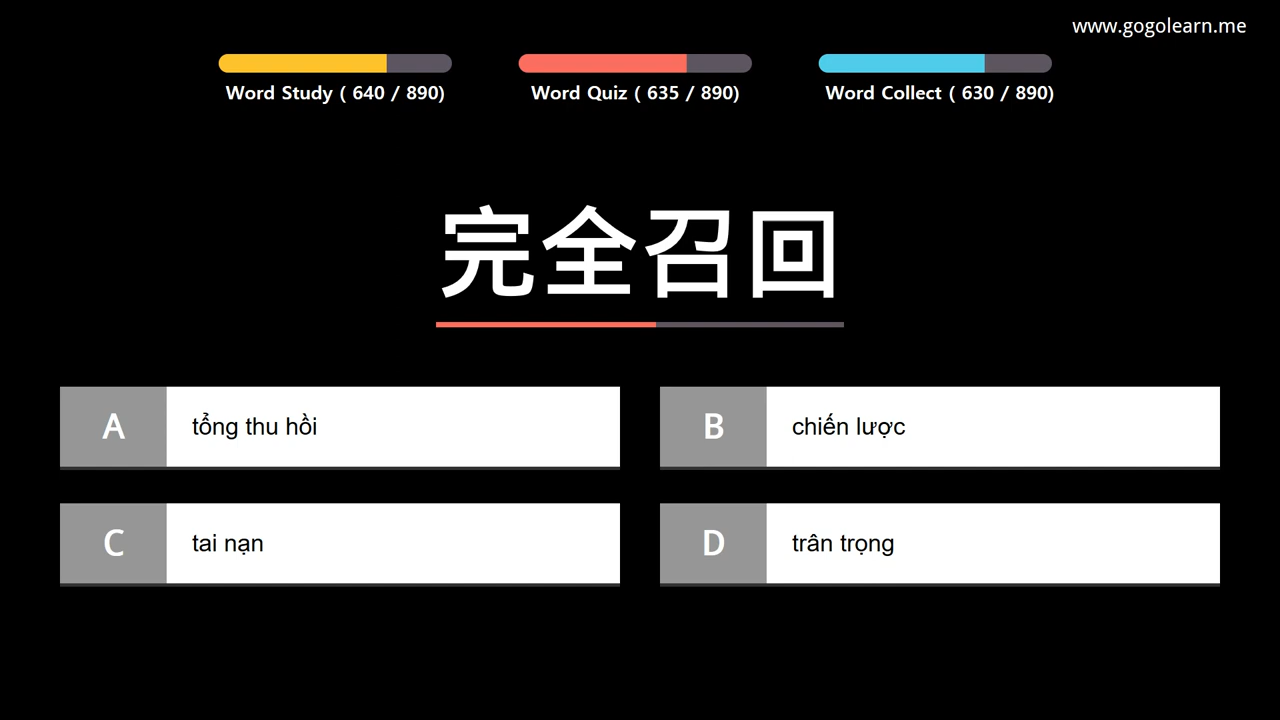 www.gogolearn.me
Word Study ( 640 / 890)
Word Quiz ( 635 / 890)
Word Collect ( 630 / 890)
完全召回
A tổng thu hồi
B chiến lược
C tai nạn
D trân trọng